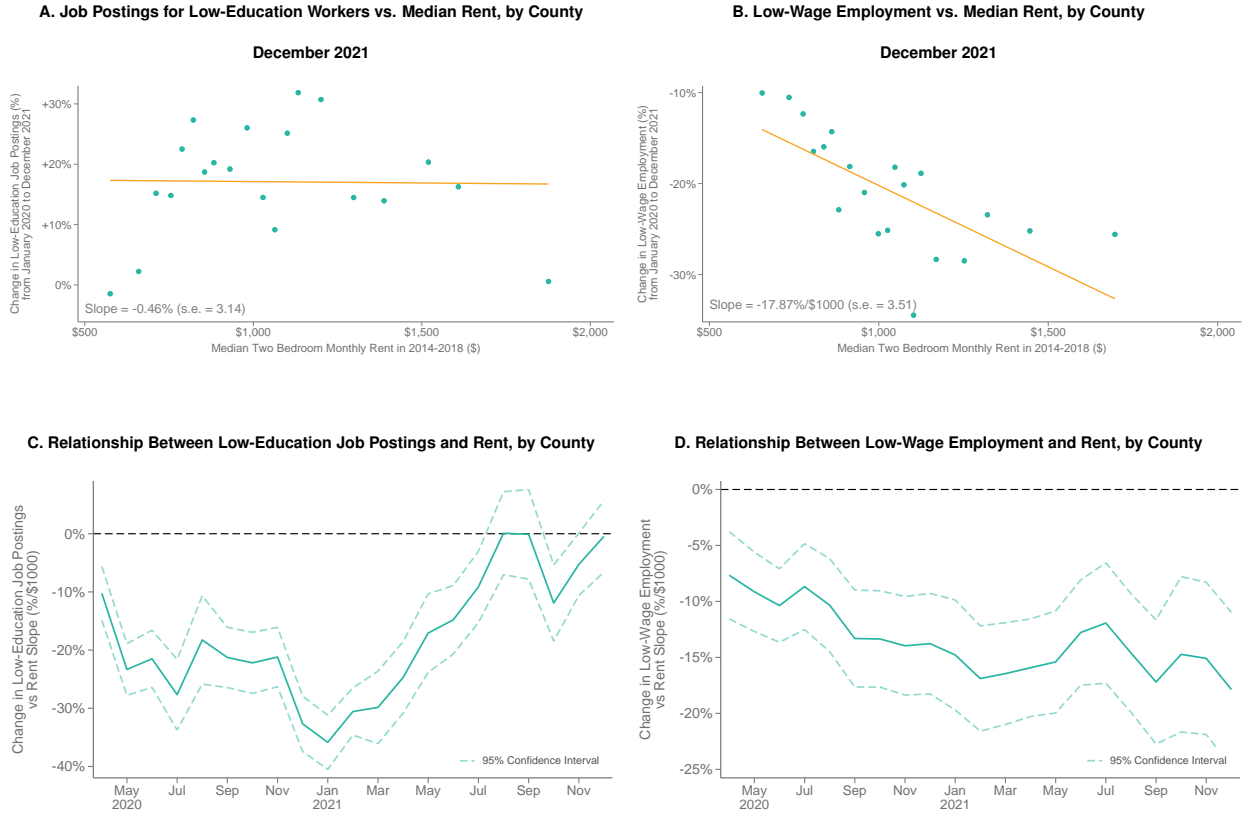 A. Job Postings for Low-Education Workers vs. Median Rent, by County
December 2021
Change in Low-Education Job Postings (%)
from January 2020 to December 2021
+30%
+20%
+10%
0%
Slope = -0.46% (s.e. = 3.14)
$500
$1,000
$1,500
$2,000
Median Two Bedroom Monthly Rent in 2014-2018 ($)
B. Low-Wage Employment vs. Median Rent, by County
December 2021
Change in Low-Wage Employment (%)
from January 2020 to December 2021
-10%
-20%
-30%
Slope = -17.87%/$1000 (s.e. = 3.51)
$500
$1,000
$1,500
$2,000
Median Two Bedroom Monthly Rent in 2014-2018 ($)
C. Relationship Between Low-Education Job Postings and Rent, by County
Change in Low-Education Job Postings
vs Rent Slope (%/$1000)
0%
-10%
-20%
-30%
-40%
95% Confidence Interval
May Jul Sep Nov Jan Mar May Jul Sep Nov
2020 2021
D. Relationship Between Low-Wage Employment and Rent, by County
Change in Low-Wage Employment
vs Rent Slope (%/$1000)
0%
-5%
-10%
-15%
-20%
-25%
95% Confidence Interval
May Jul Sep Nov Jan Mar May Jul Sep Nov
2020 2021